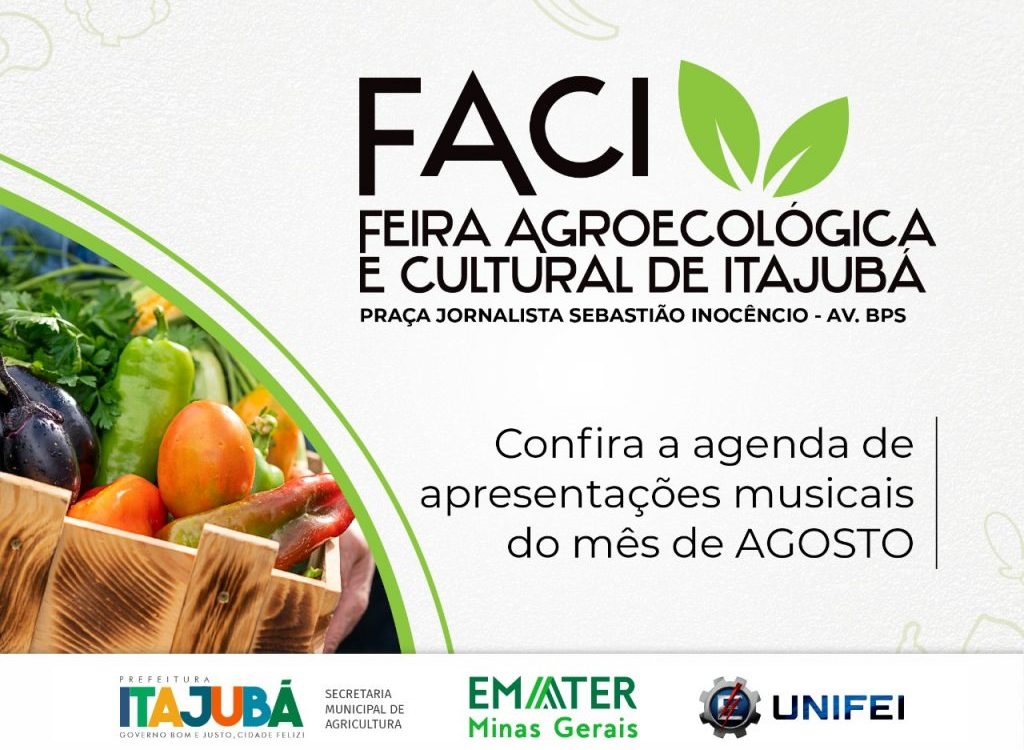 FACI
FEIRA AGROECOLÓGICA
E CULTURAL DE ITAJUBÁ
PRAÇA JORNALISTA SEBASTIÃO INOCÊNCIO - AV. BPS
Confira a agenda de
apresentações musicais
do mês de AGOSTO
PREFEITURA
ITAJUBÁ
GOVERNO BOM E JUSTO, CIDADE FELIZ!
SECRETARIA
MUNICIPAL DE
AGRICULTURA
EMATER
Minas Gerais
UNIFEI